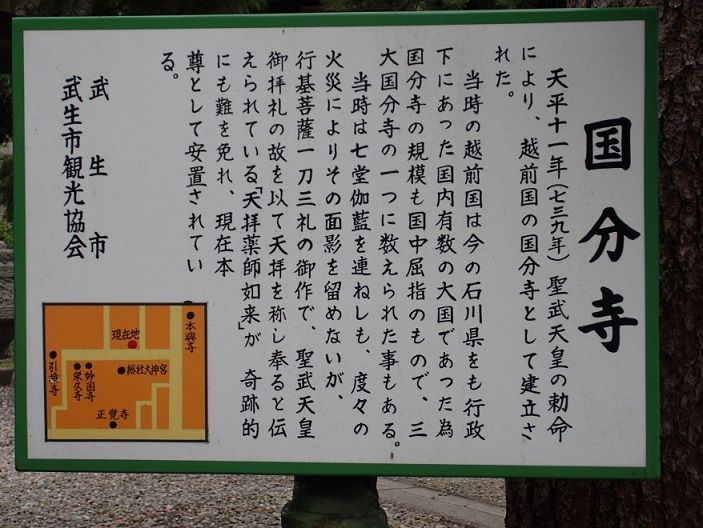 国分寺
天平十一年(七三九年) 聖武天皇の勅命
により、越前国の国分寺として建立さ
れた。
当時の越前国は今の石川県をも行政
下にあった国内有数の大国であった為
国分寺の規模も国中屈指のもので、三
大国分寺の一つに数えられた事もある。
当時は七堂伽藍を連ねしも、度々の
火災によりその面影を留めないが、
行基菩薩一刀三礼の御作で、聖武天皇
御拝礼の故を以て天拝を称し奉ると伝
えられている「天拝薬師如来」が 奇跡的
にも難を免れ、現在本
尊として安置されてい
る。
武生市
武生市観光協会
本興寺
現在地
総社大神宮
妙国寺
栄久寺
引接寺
正覚寺